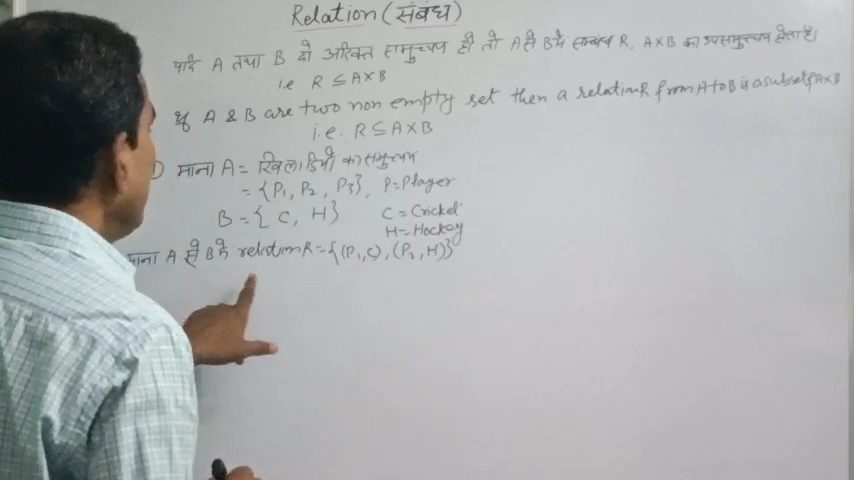 Relation (संबंध)
यदि A तथा B दो अरिक्त समुच्चय हो तो A से B में सम्बंध R, A×B का उपसमुच्चय होता है।
i.e R ⊆ A×B
If A & B are two non empty set then a relation R from A to B is a subset of A×B
i.e. R ⊆ A×B
माना A = खिलाडियों का समुच्चय
= {P₁, P₂, P₃}, P=Player
B = { C, H } C = Cricket
H = Hockey
माना A से B में relation R = {(P₁,C), (P₂,H)}